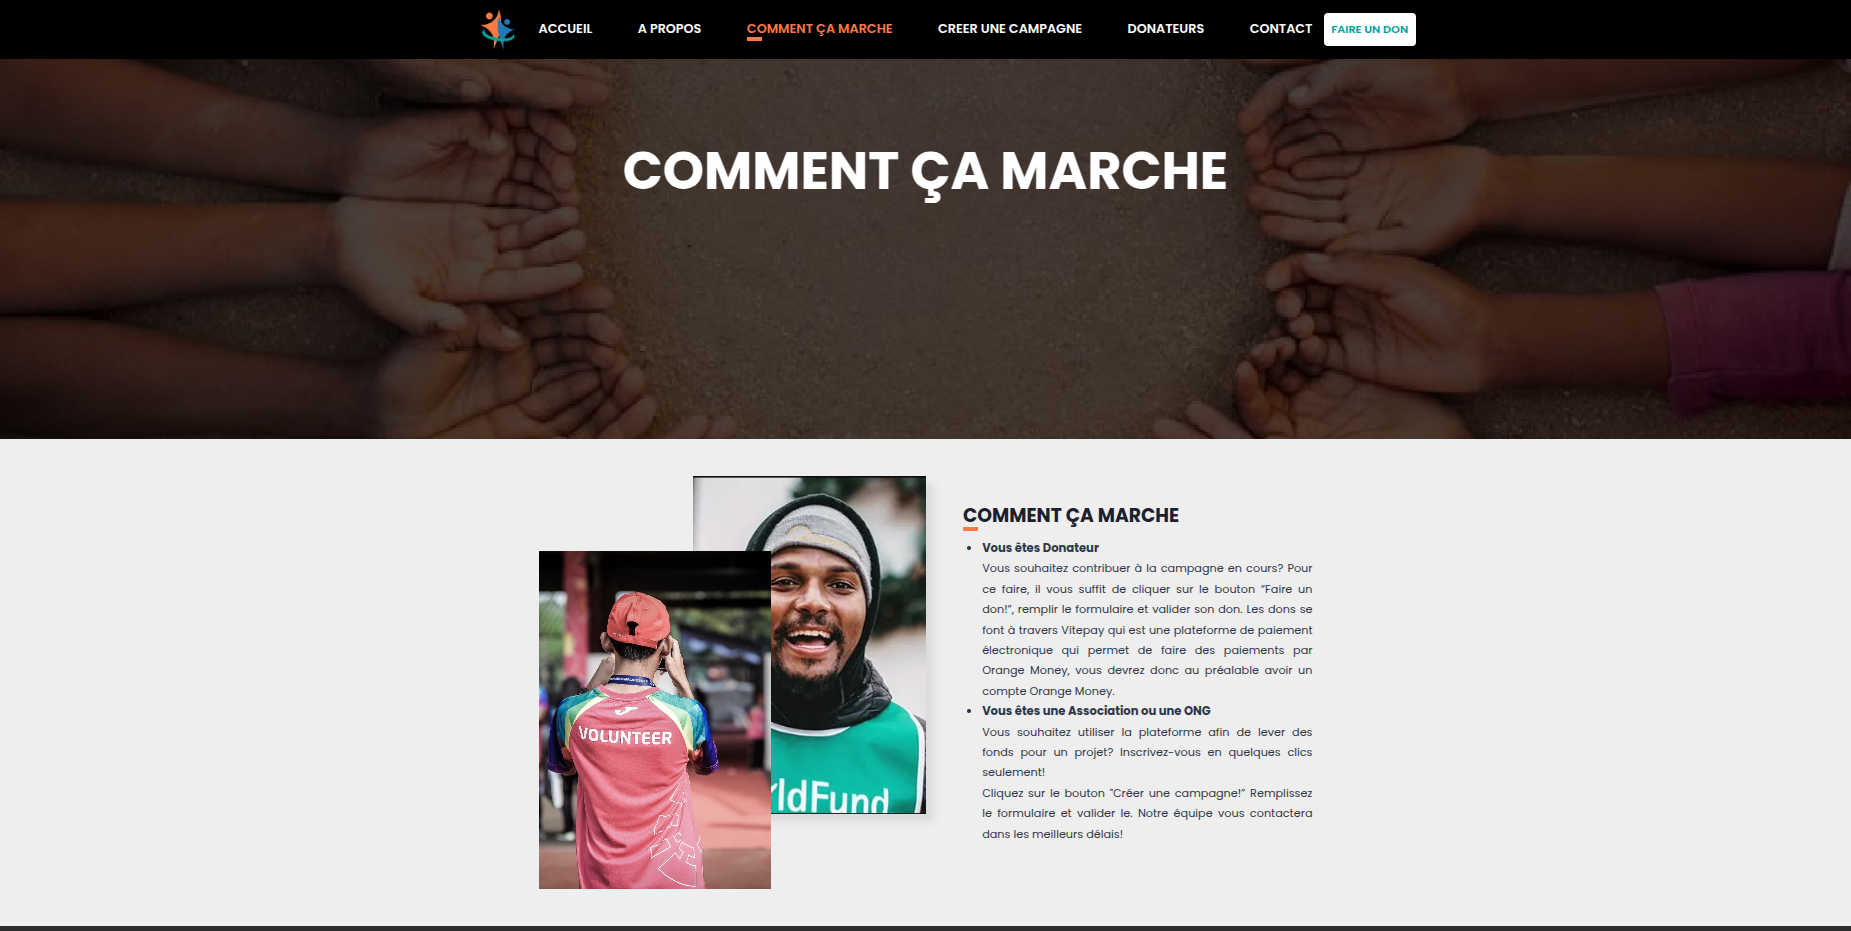 ACCUEIL A PROPOS COMMENT ÇA MARCHE CREER UNE CAMPAGNE DONATEURS CONTACT FAIRE UN DON
COMMENT ÇA MARCHE
COMMENT ÇA MARCHE
Vous êtes Donateur
Vous souhaitez contribuer à la campagne en cours? Pour
ce faire, il vous suffit de cliquer sur le bouton “Faire un
don!”, remplir le formulaire et valider son don. Les dons se
font à travers Vitepay qui est une plateforme de paiement
électronique qui permet de faire des paiements par
Orange Money, vous devrez donc au préalable avoir un
compte Orange Money.
Vous êtes une Association ou une ONG
Vous souhaitez utiliser la plateforme afin de lever des
fonds pour un projet? Inscrivez-vous en quelques clics
seulement!
Cliquez sur le bouton "Créer une campagne!” Remplissez
le formulaire et valider le. Notre équipe vous contactera
dans les meilleurs délais!
VOLUNTEER
ldFund